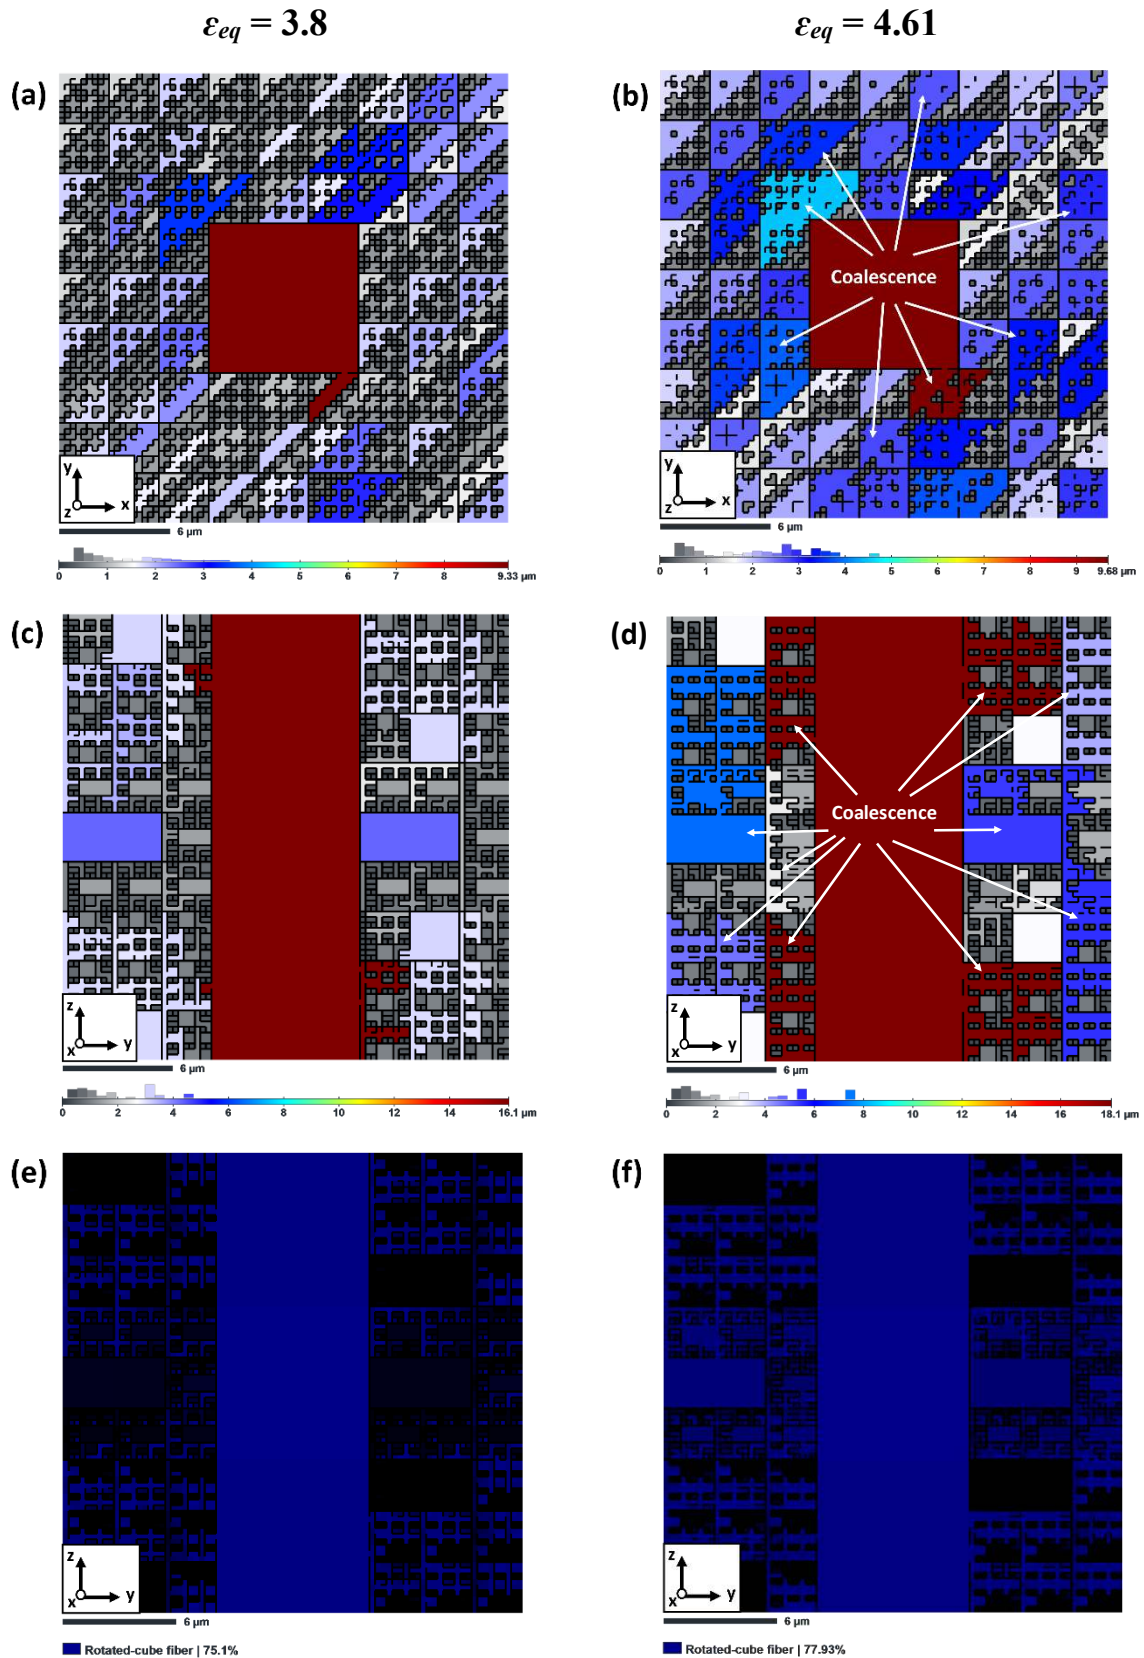 εeq = 3.8
εeq = 4.61
(a)
(b)
Coalescence
y
z
x
y
z
x
6 µm
6 µm
0 1 2 3 4 5 6 7 8 9.33 µm
0 1 2 3 4 5 6 7 8 9 9.68 µm
(c)
(d)
Coalescence
z
x
y
z
x
y
6 µm
6 µm
0 2 4 6 8 10 12 14 16.1 µm
0 2 4 6 8 10 12 14 16 18.1 µm
(e)
(f)
z
x
y
z
x
y
6 µm
6 µm
Rotated-cube fiber | 75.1%
Rotated-cube fiber | 77.93%